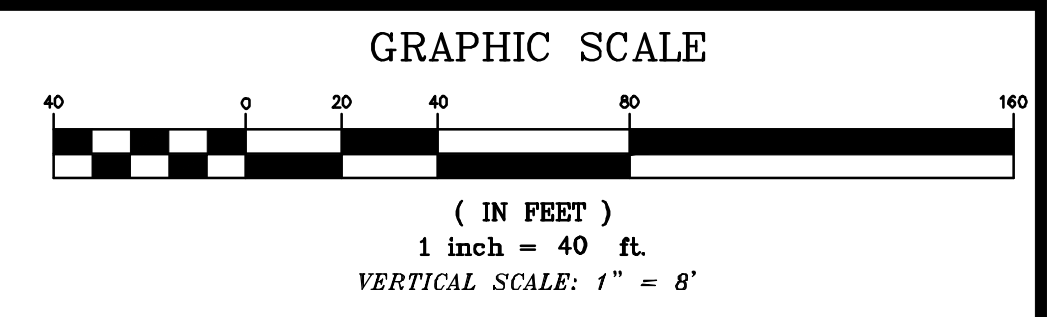 GRAPHIC SCALE
40 0 20 40 80 160
( IN FEET )
1 inch = 40 ft.
VERTICAL SCALE: 1" = 8'